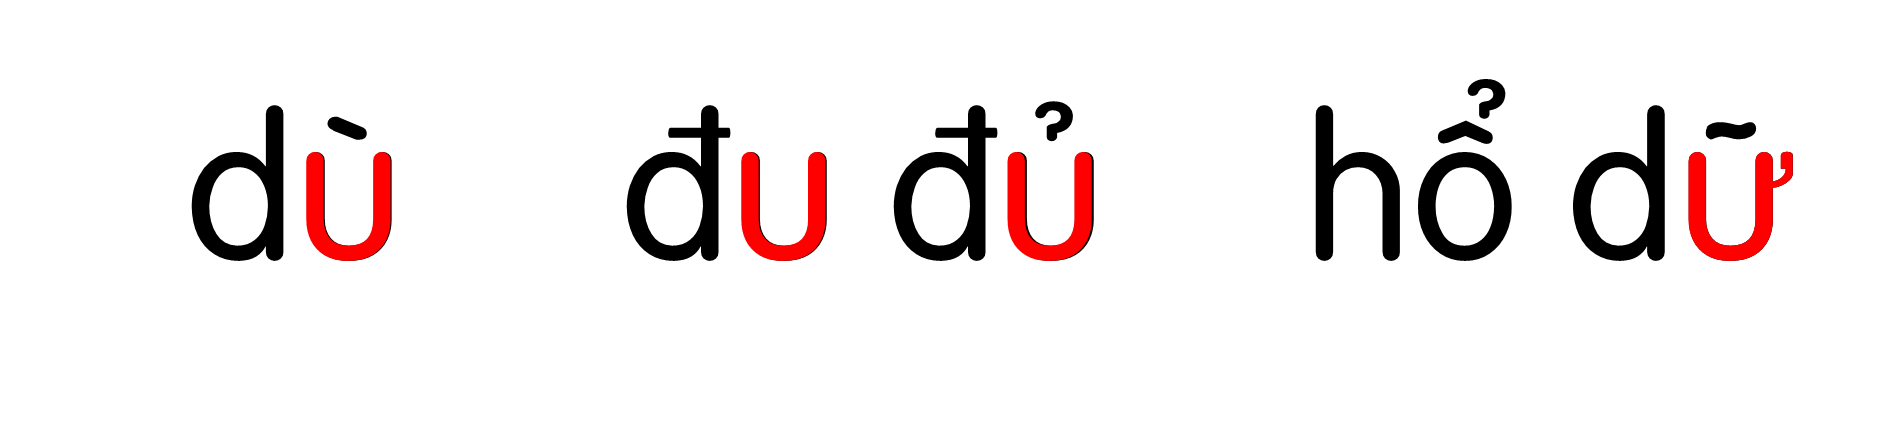 dù đu đủ hổ dữ